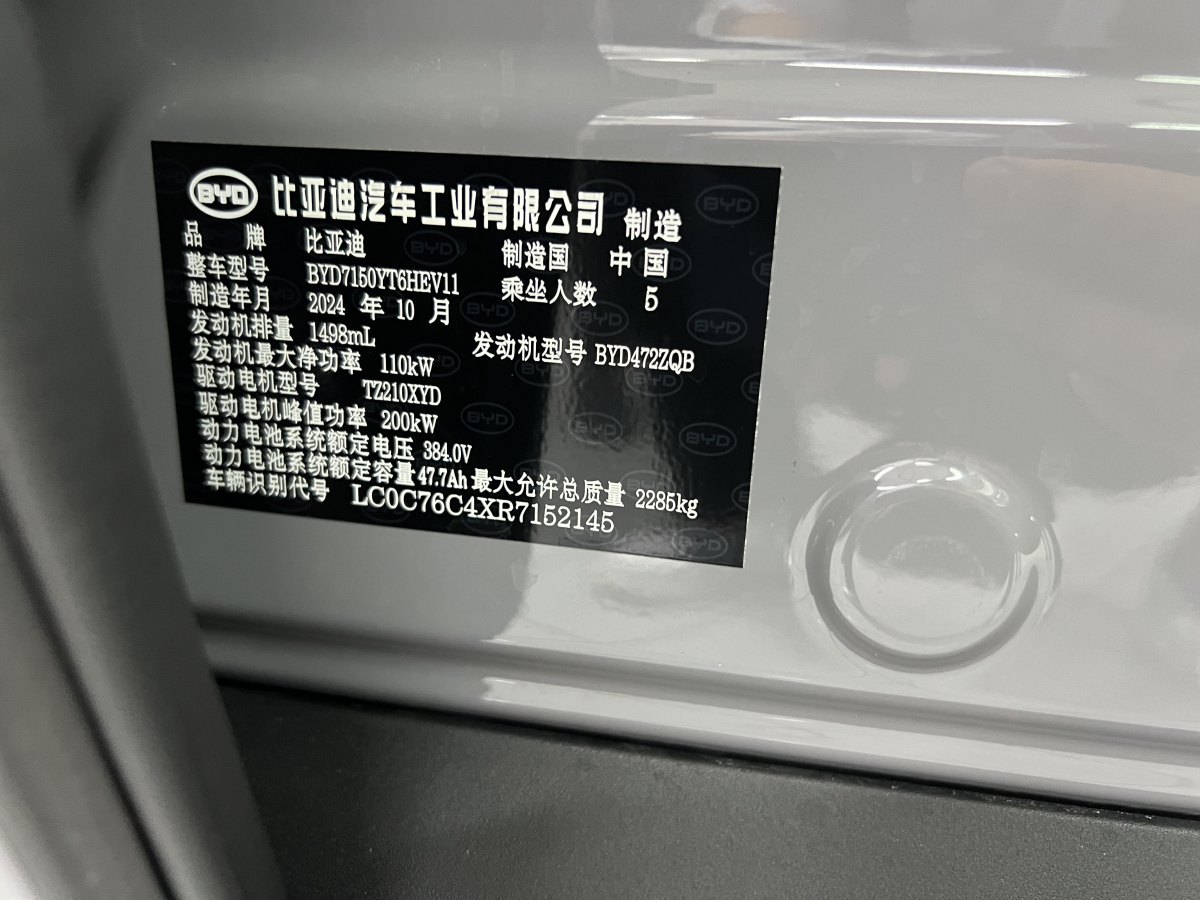 BYD 比亚迪汽车工业有限公司 制造
品 牌 比亚迪 制造国 中国
整车型号 BYD7150YT6HEV11 乘坐人数 5
制造年月 2024 年 10 月
发动机排量 1498mL 发动机型号 BYD472ZQB
发动机最大净功率 110kW
驱动电机型号 TZ210XYD
驱动电机峰值功率 200kW
动力电池系统额定电压 384.0V
动力电池系统额定容量 47.7Ah 最大允许总质量 2285kg
车辆识别代号 LC0C76C4XR7152145